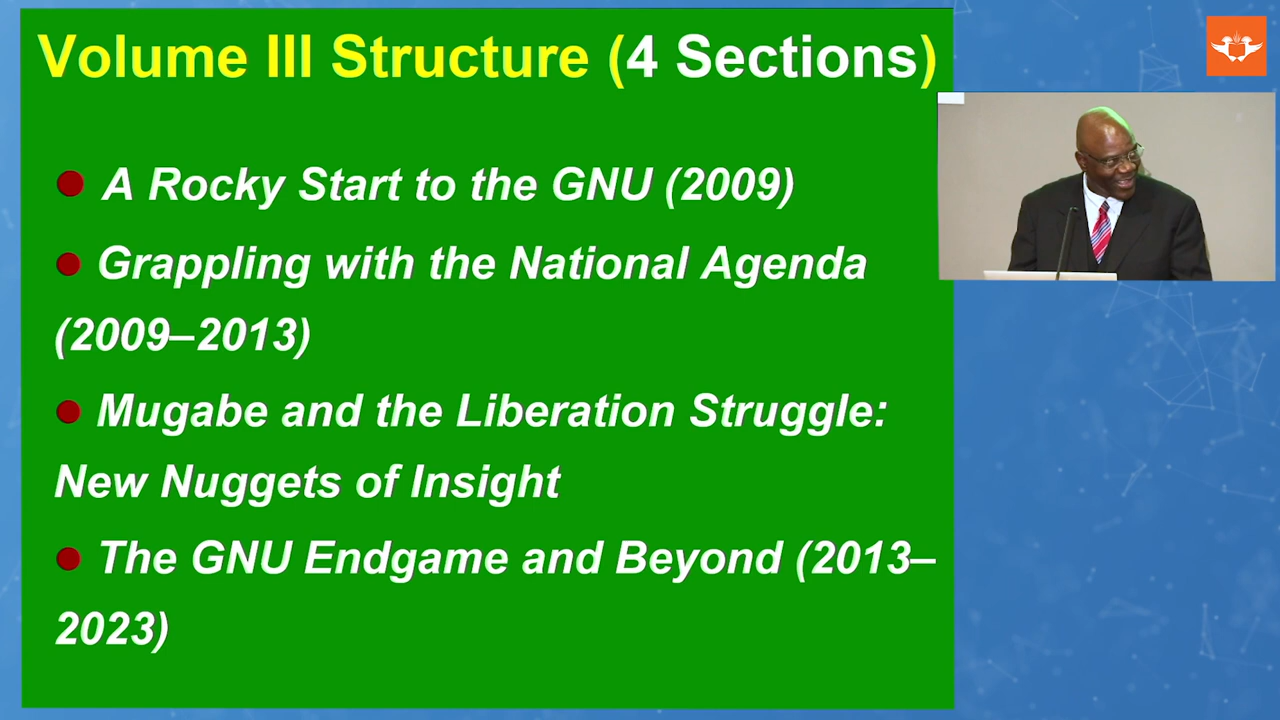 Volume III Structure (4 Sections)
● A Rocky Start to the GNU (2009)
● Grappling with the National Agenda
(2009–2013)
● Mugabe and the Liberation Struggle:
New Nuggets of Insight
● The GNU Endgame and Beyond (2013–
2023)